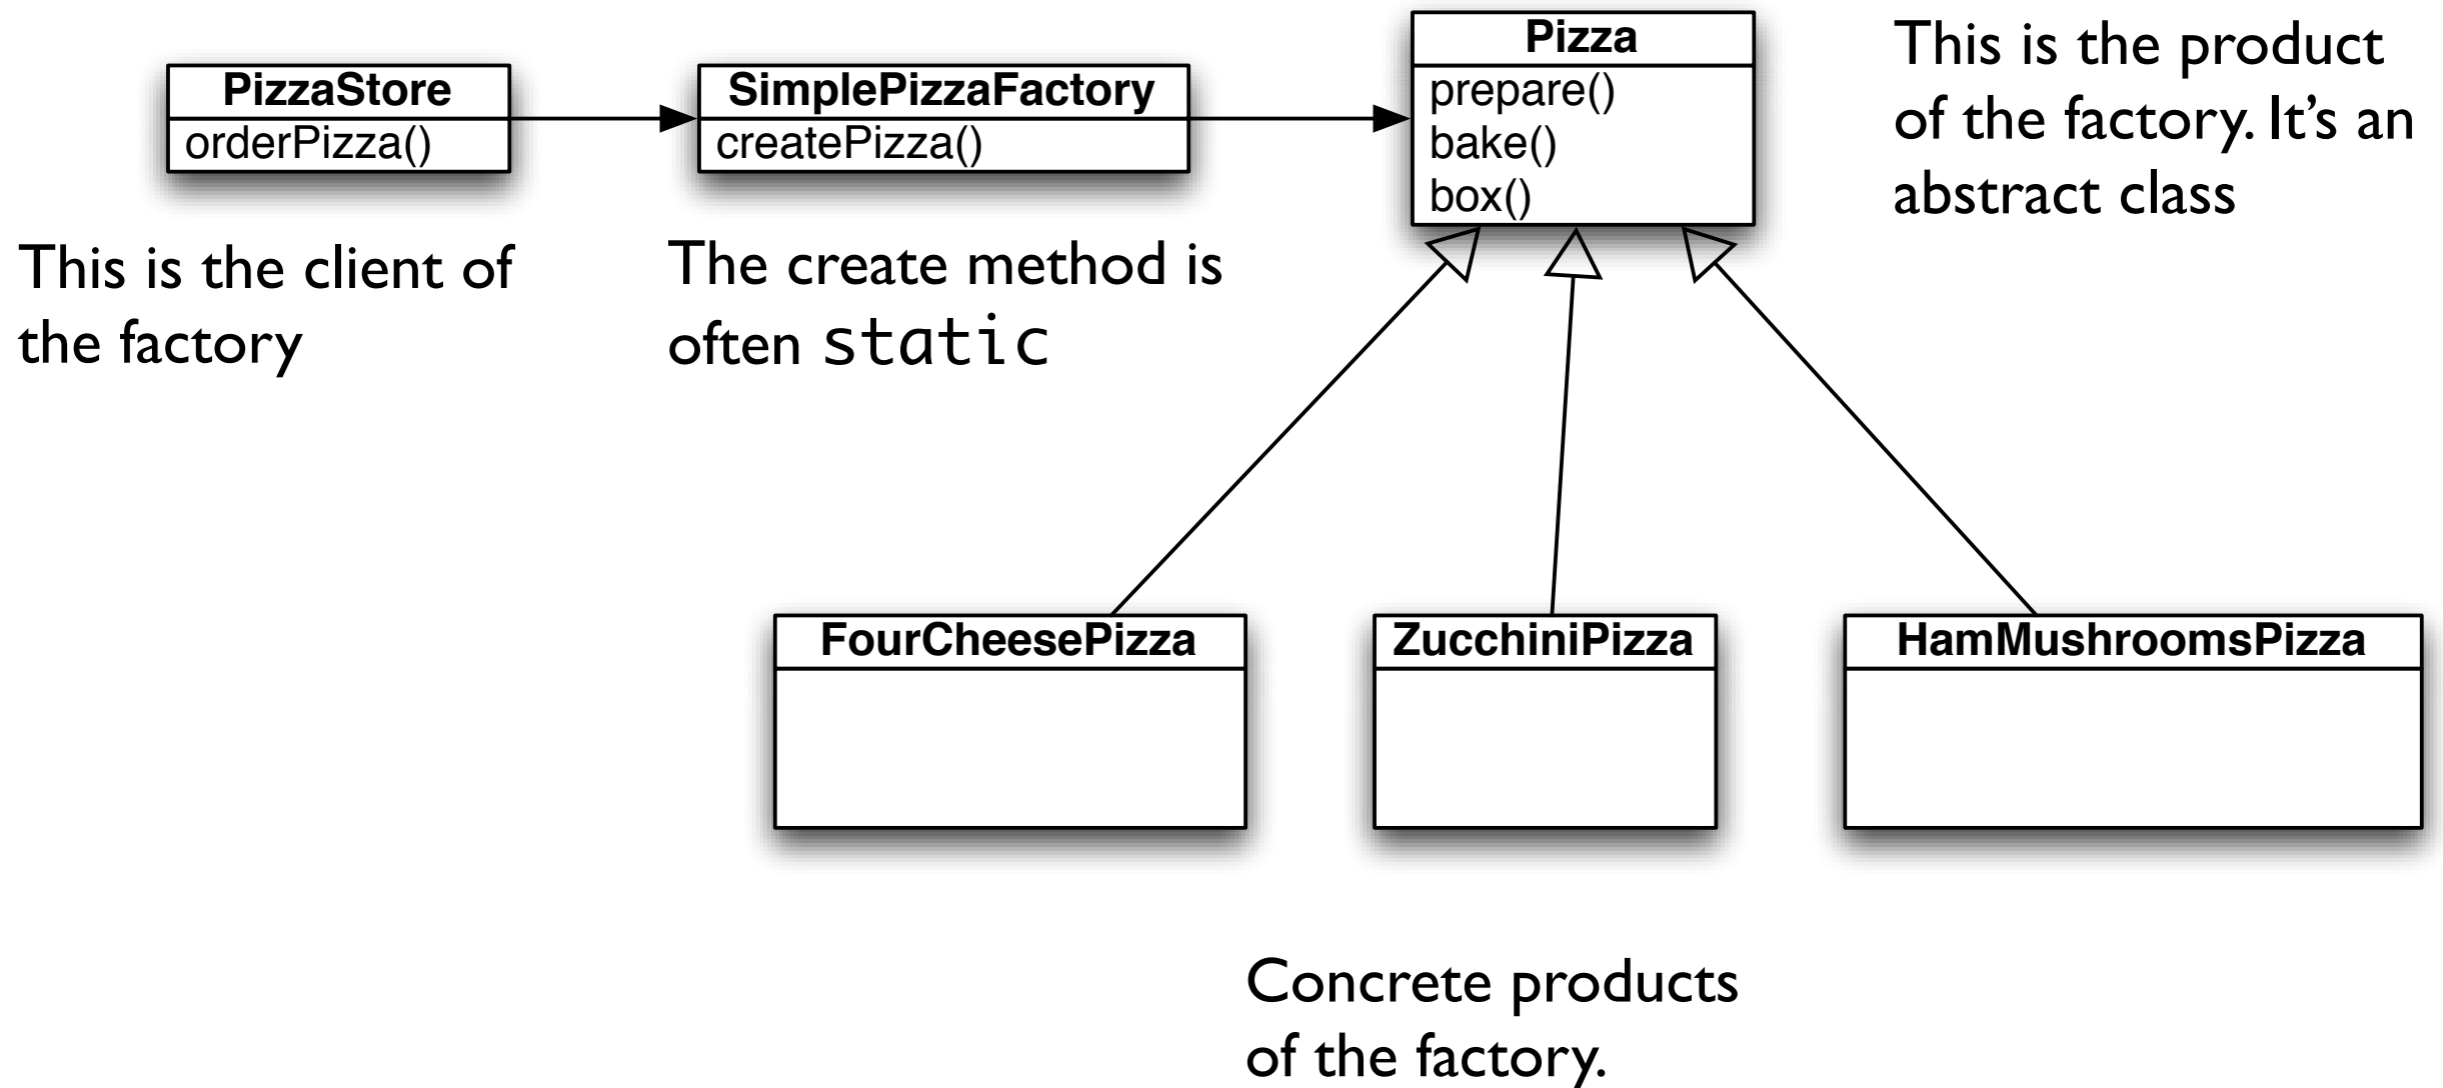 PizzaStore
orderPizza()
This is the client of
the factory
SimplePizzaFactory
createPizza()
The create method is
often static
Pizza
prepare()
bake()
box()
This is the product
of the factory. It’s an
abstract class
FourCheesePizza
ZucchiniPizza
HamMushroomsPizza
Concrete products
of the factory.